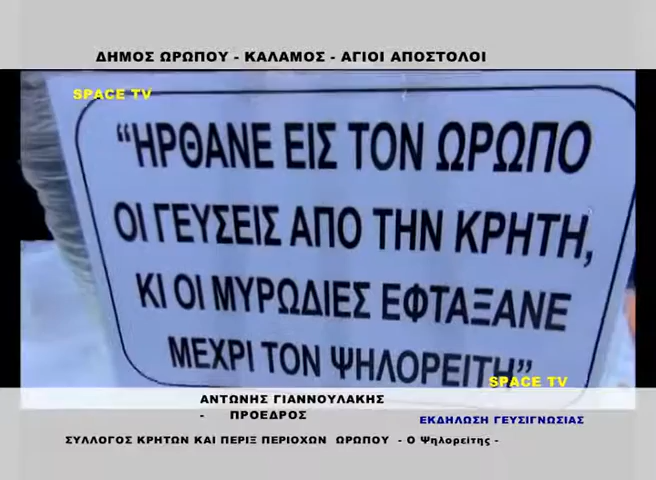 ΔΗΜΟΣ ΩΡΩΠΟΥ - ΚΑΛΑΜΟΣ - ΑΓΙΟΙ ΑΠΟΣΤΟΛΟΙ
SPACE TV
“ΗΡΘΑΝΕ ΕΙΣ ΤΟΝ ΩΡΩΠΟ
ΟΙ ΓΕΥΣΕΙΣ ΑΠΟ ΤΗΝ ΚΡΗΤΗ,
ΚΙ ΟΙ ΜΥΡΩΔΙΕΣ ΕΦΤΑΞΑΝΕ
ΜΕΧΡΙ ΤΟΝ ΨΗΛΟΡΕΙΤΗ”
SPACE TV
ΑΝΤΩΝΗΣ ΓΙΑΝΝΟΥΛΑΚΗΣ
- ΠΡΟΕΔΡΟΣ
ΕΚΔΗΛΩΣΗ ΓΕΥΣΙΓΝΩΣΙΑΣ
ΣΥΛΛΟΓΟΣ ΚΡΗΤΩΝ ΚΑΙ ΠΕΡΙΞ ΠΕΡΙΟΧΩΝ ΩΡΩΠΟΥ - Ο Ψηλορείτης -